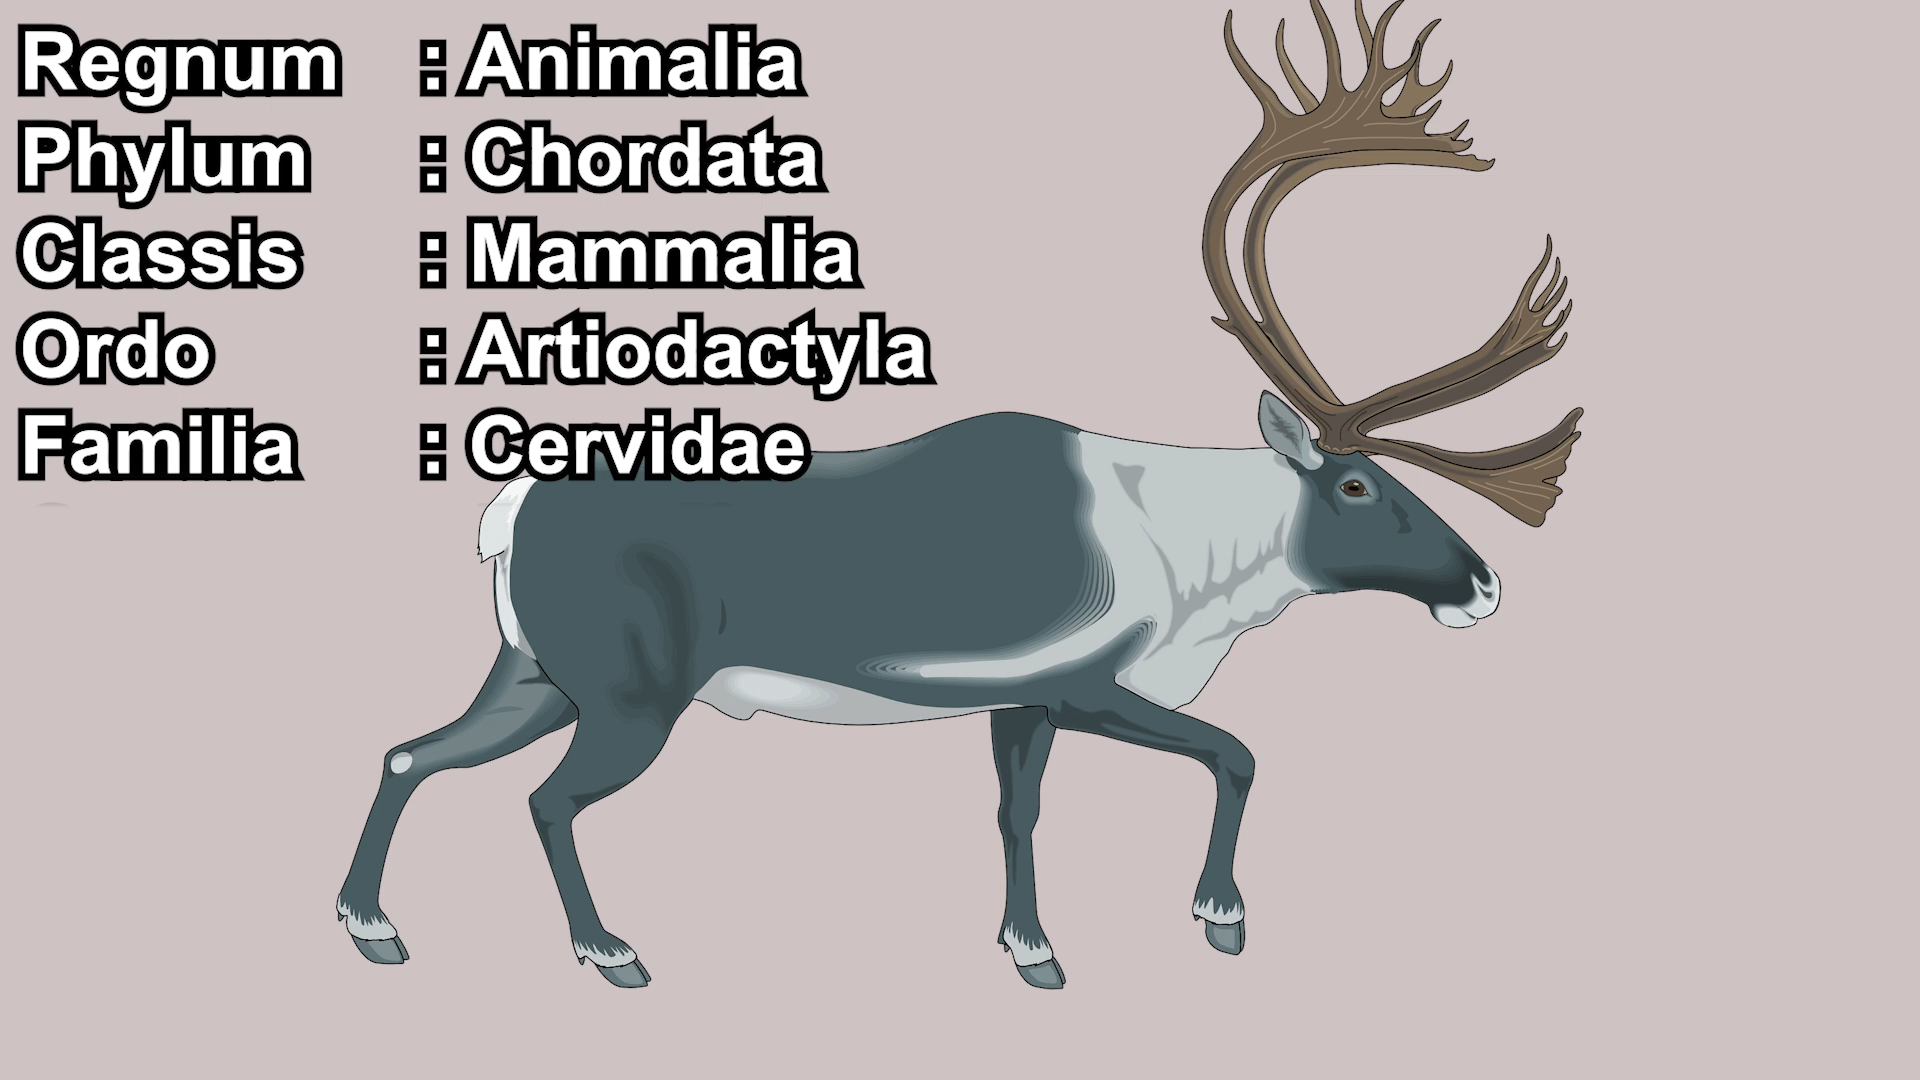 Regnum : Animalia
Phylum : Chordata
Classis : Mammalia
Ordo : Artiodactyla
Familia : Cervidae